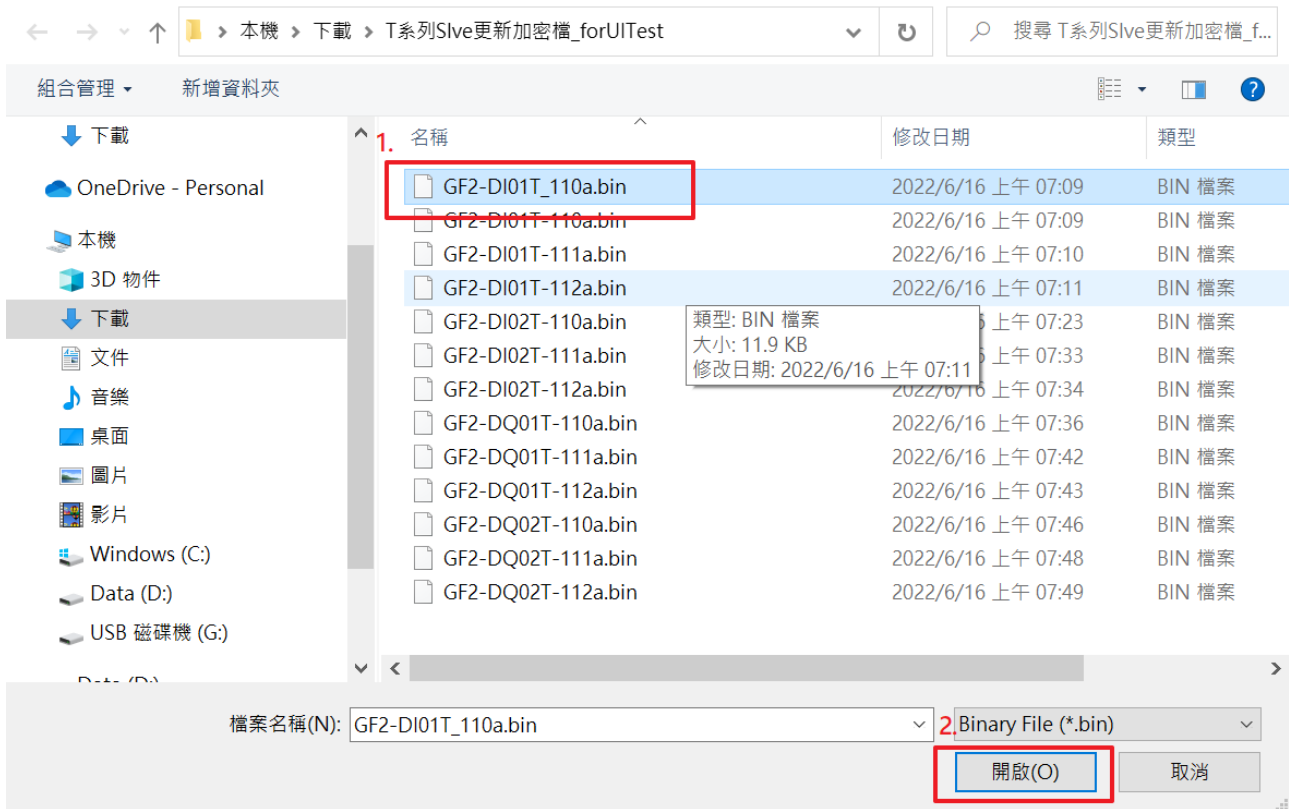 本機 › 下載 › T系列Slve更新加密檔_forUITest
搜尋 T系列Slve更新加密檔_f...
組合管理 新增資料夾
下載
OneDrive - Personal
本機
3D 物件
下載
文件
音樂
桌面
圖片
影片
Windows (C:)
Data (D:)
USB 磁碟機 (G:)
Data (D:)
1.
名稱 修改日期 類型
GF2-DI01T_110a.bin 2022/6/16 上午 07:09 BIN 檔案
GF2-DI01T-110a.bin 2022/6/16 上午 07:09 BIN 檔案
GF2-DI01T-111a.bin 2022/6/16 上午 07:10 BIN 檔案
GF2-DI01T-112a.bin 2022/6/16 上午 07:11 BIN 檔案
GF2-DI02T-110a.bin 上午 07:23 BIN 檔案
GF2-DI02T-111a.bin 上午 07:33 BIN 檔案
GF2-DI02T-112a.bin 2022/6/16 上午 07:34 BIN 檔案
GF2-DQ01T-110a.bin 2022/6/16 上午 07:36 BIN 檔案
GF2-DQ01T-111a.bin 2022/6/16 上午 07:42 BIN 檔案
GF2-DQ01T-112a.bin 2022/6/16 上午 07:43 BIN 檔案
GF2-DQ02T-110a.bin 2022/6/16 上午 07:46 BIN 檔案
GF2-DQ02T-111a.bin 2022/6/16 上午 07:48 BIN 檔案
GF2-DQ02T-112a.bin 2022/6/16 上午 07:49 BIN 檔案
類型: BIN 檔案
大小: 11.9 KB
修改日期: 2022/6/16 上午 07:11
檔案名稱(N): GF2-DI01T_110a.bin
2.
Binary File (*.bin)
開啟(O) 取消